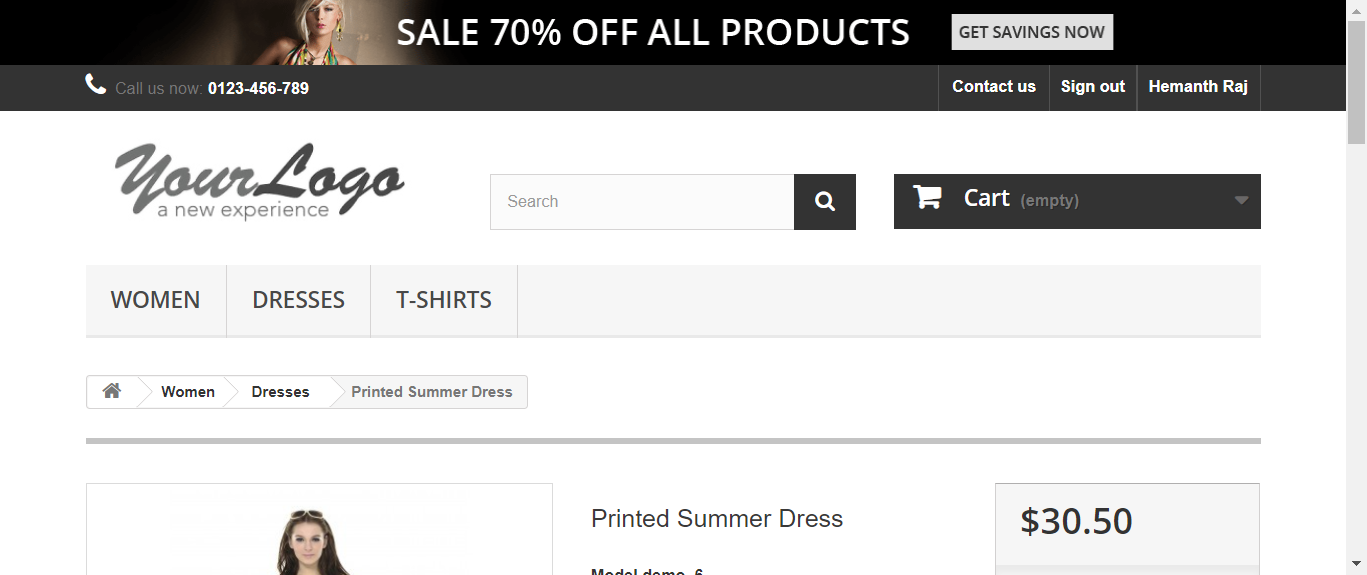 SALE 70% OFF ALL PRODUCTS GET SAVINGS NOW
Call us now: 0123-456-789 Contact us Sign out Hemanth Raj
YourLogo
a new experience
Search
Cart (empty)
WOMEN DRESSES T-SHIRTS
Women Dresses Printed Summer Dress
Printed Summer Dress
$30.50
Model demo_6